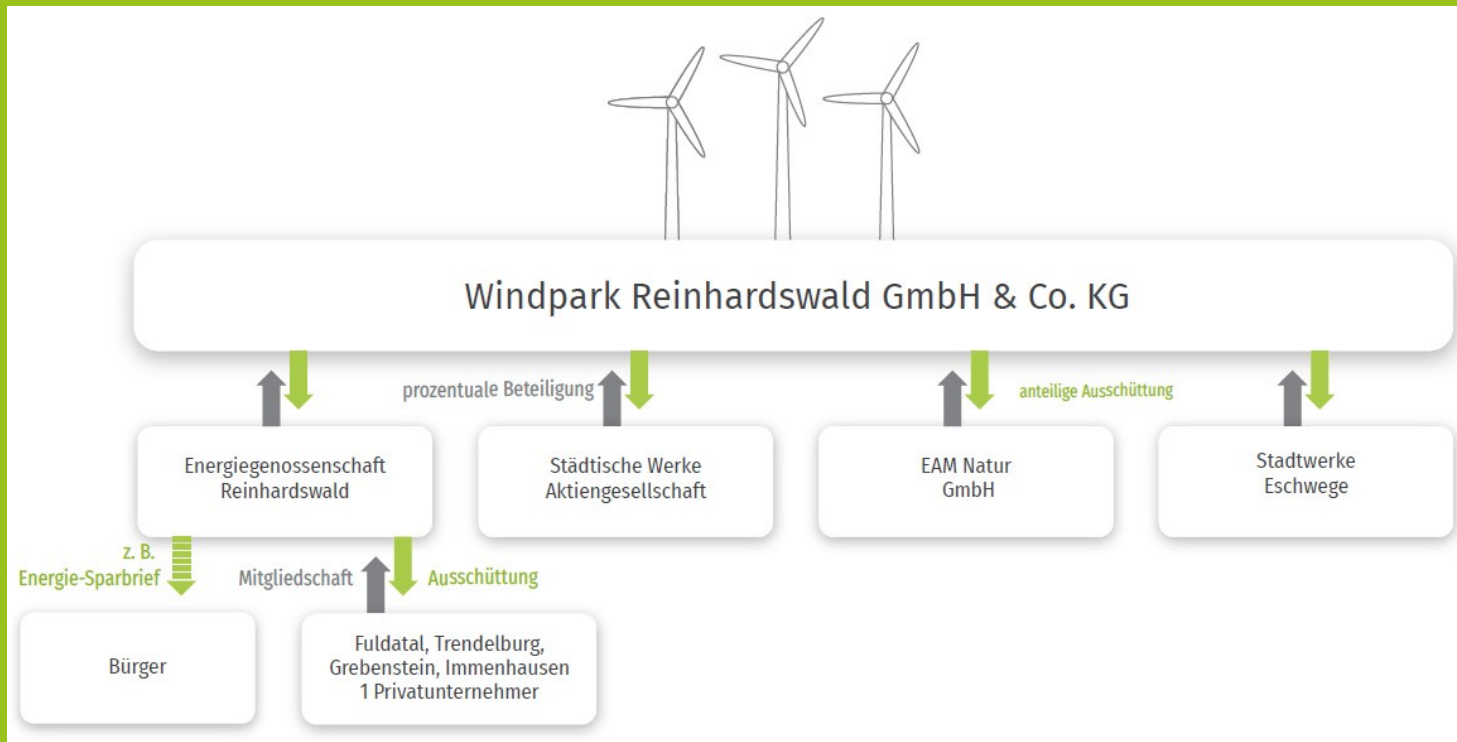 Windpark Reinhardswald GmbH & Co. KG
prozentuale Beteiligung
anteilige Ausschüttung
Energiegenossenschaft
Reinhardswald
Städtische Werke
Aktiengesellschaft
EAM Natur
GmbH
Stadtwerke
Eschwege
z. B.
Energie-Sparbrief
Mitgliedschaft
Ausschüttung
Bürger
Fuldatal, Trendelburg,
Grebenstein, Immenhausen
1 Privatunternehmer